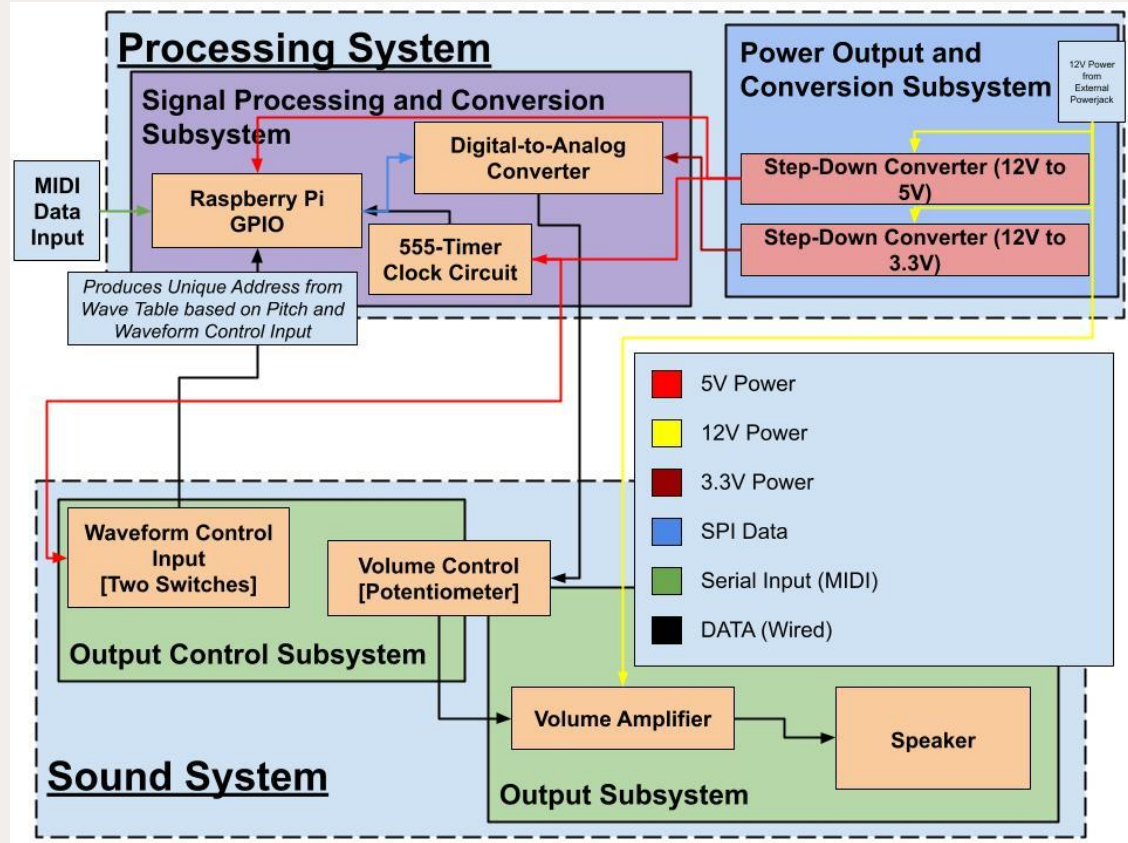 Processing System
Signal Processing and Conversion
Subsystem
Digital-to-Analog
Converter
Raspberry Pi
GPIO
555-Timer
Clock Circuit
MIDI
Data
Input
Produces Unique Address from
Wave Table based on Pitch and
Waveform Control Input
Power Output and
Conversion Subsystem
12V Power
from
External
Powerjack
Step-Down Converter (12V to
5V)
Step-Down Converter (12V to
3.3V)
5V Power
12V Power
3.3V Power
SPI Data
Serial Input (MIDI)
DATA (Wired)
Waveform Control
Input
[Two Switches]
Volume Control
[Potentiometer]
Output Control Subsystem
Volume Amplifier
Speaker
Output Subsystem
Sound System